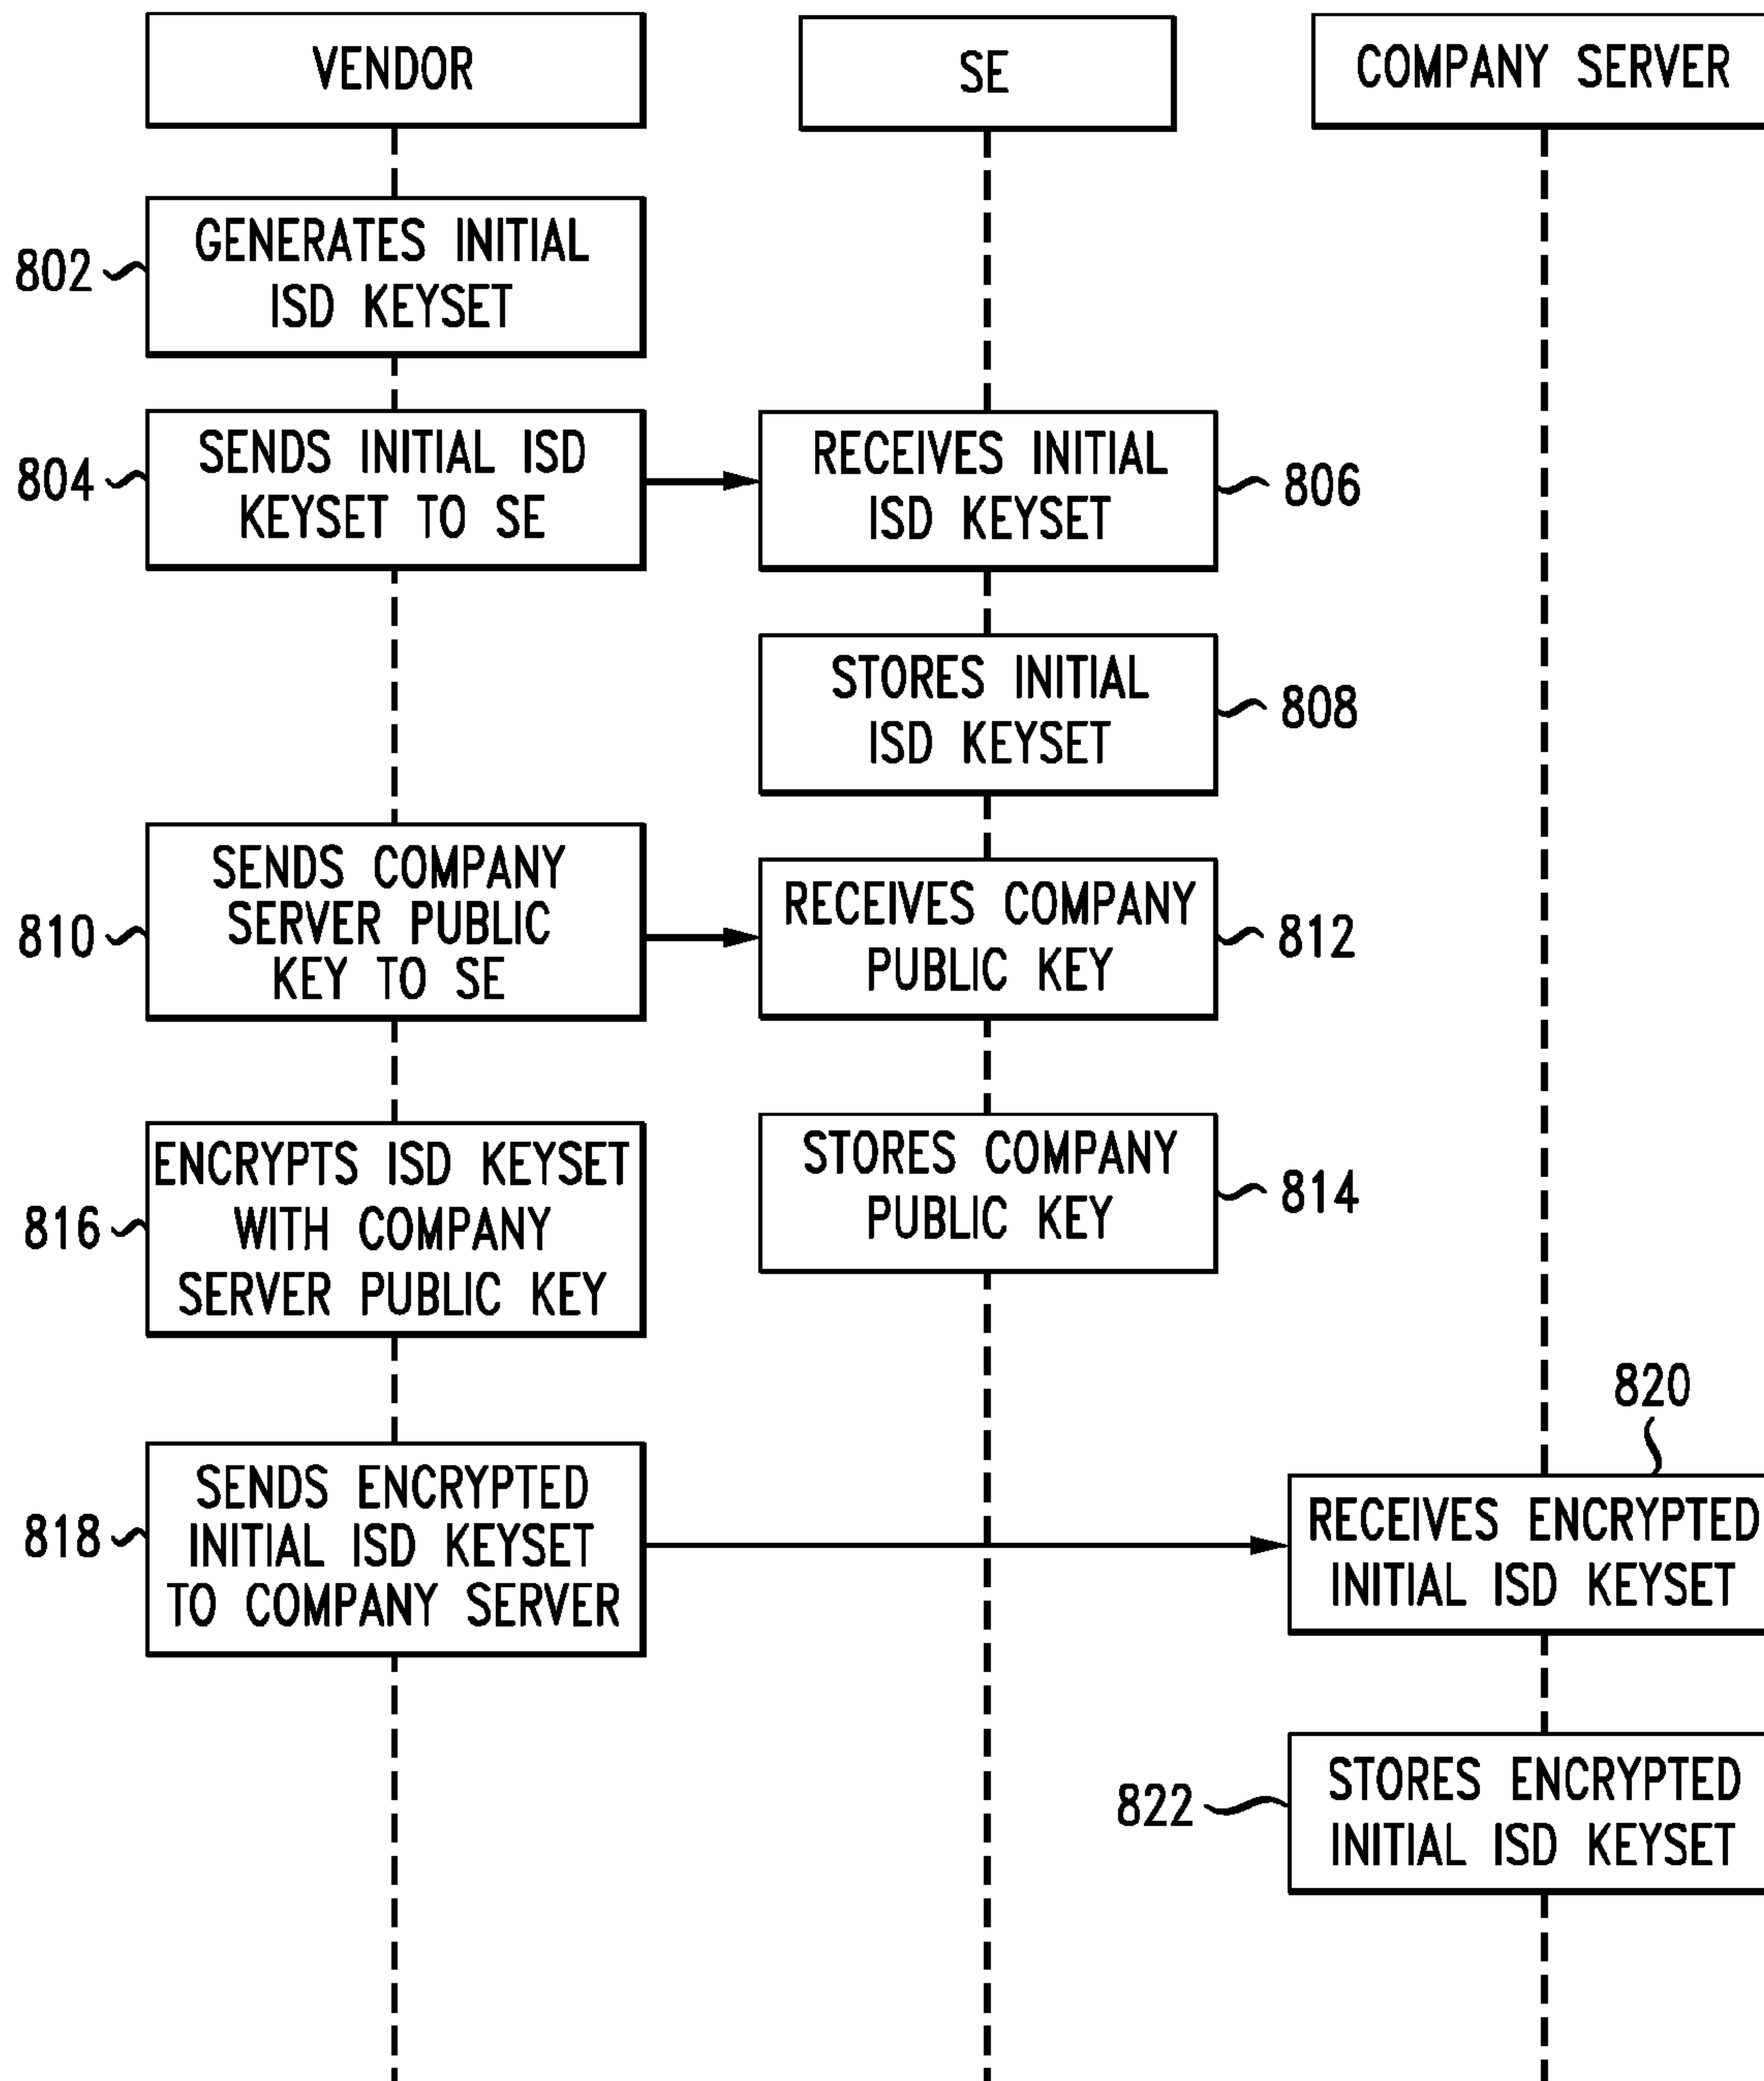 VENDOR
SE
COMPANY SERVER
802
GENERATES INITIAL
ISD KEYSET
804
SENDS INITIAL ISD
KEYSET TO SE
RECEIVES INITIAL
ISD KEYSET
806
STORES INITIAL
ISD KEYSET
808
810
SENDS COMPANY
SERVER PUBLIC
KEY TO SE
RECEIVES COMPANY
PUBLIC KEY
812
STORES COMPANY
PUBLIC KEY
814
816
ENCRYPTS ISD KEYSET
WITH COMPANY
SERVER PUBLIC KEY
818
SENDS ENCRYPTED
INITIAL ISD KEYSET
TO COMPANY SERVER
820
RECEIVES ENCRYPTED
INITIAL ISD KEYSET
822
STORES ENCRYPTED
INITIAL ISD KEYSET